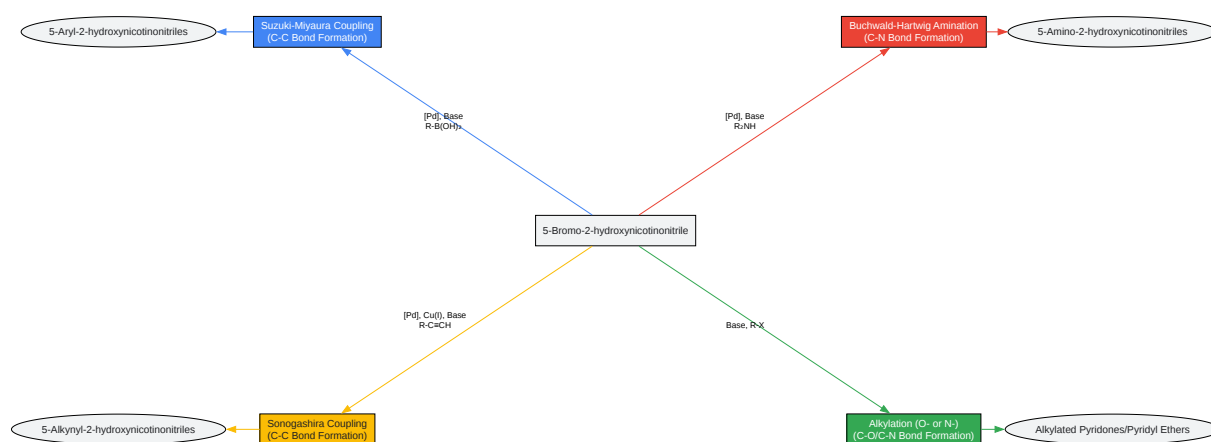 5-Aryl-2-hydroxynicotinonitriles
Suzuki-Miyaura Coupling
(C-C Bond Formation)
Buchwald-Hartwig Amination
(C-N Bond Formation)
5-Amino-2-hydroxynicotinonitriles
[Pd], Base
R-B(OH)₂
[Pd], Base
R₂NH
5-Bromo-2-hydroxynicotinonitrile
[Pd], Cu(I), Base
R-C≡CH
Base, R-X
5-Alkynyl-2-hydroxynicotinonitriles
Sonogashira Coupling
(C-C Bond Formation)
Alkylation (O- or N-)
(C-O/C-N Bond Formation)
Alkylated Pyridones/Pyridyl Ethers